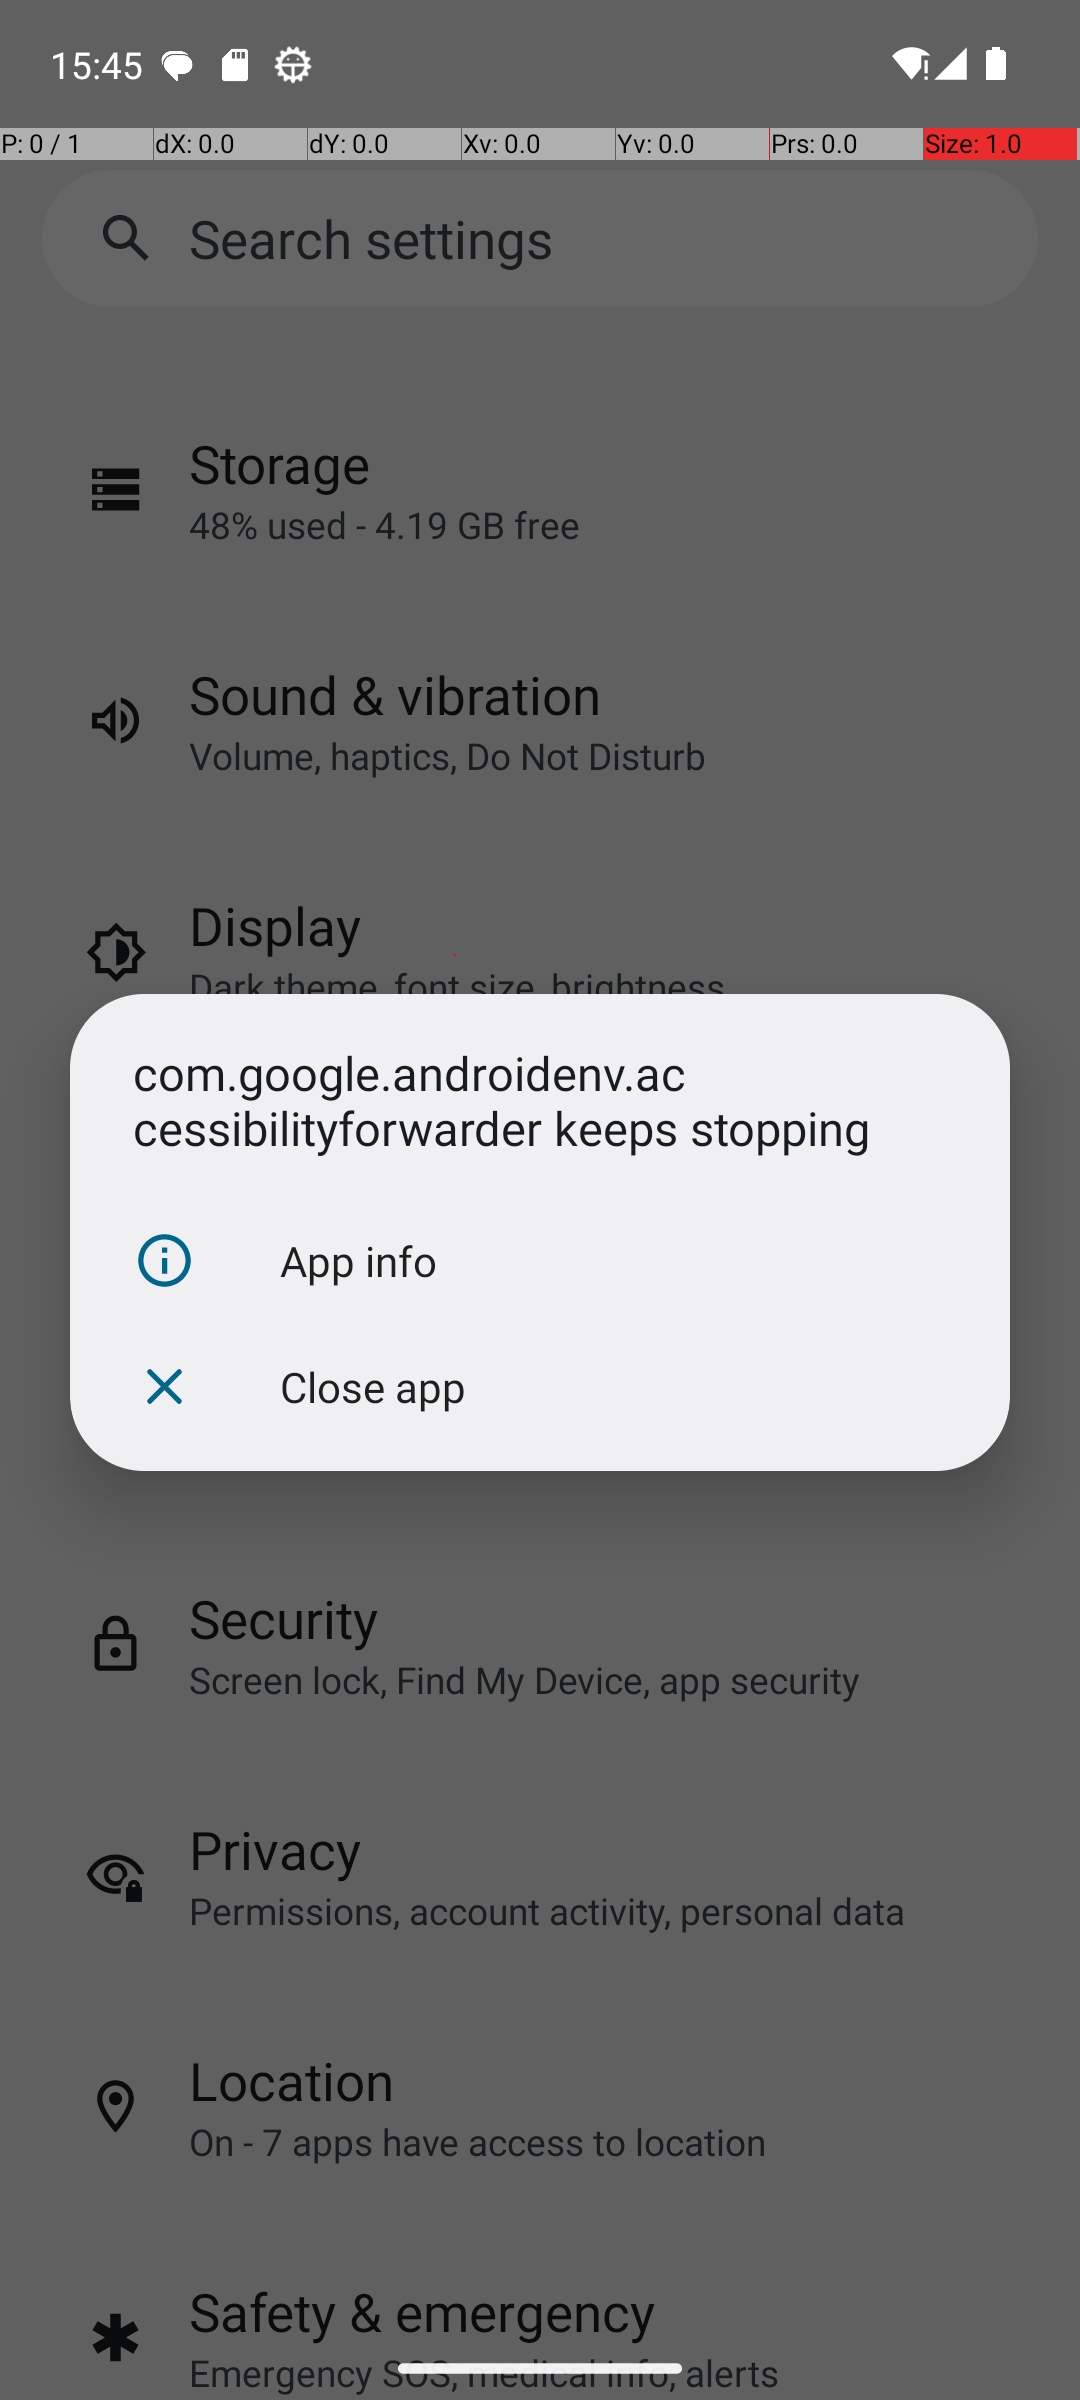 15:45
P: 0 / 1 dX: 0.0 dY: 0.0 Xv: 0.0 Yv: 0.0 Prs: 0.0 Size: 1.0
Search settings
Storage
48% used - 4.19 GB free
Sound & vibration
Volume, haptics, Do Not Disturb
Display
Dark theme, font size, brightness
com.google.androidenv.ac
cessibilityforwarder keeps stopping
App info
Close app
Security
Screen lock, Find My Device, app security
Privacy
Permissions, account activity, personal data
Location
On - 7 apps have access to location
Safety & emergency
Emergency SOS, medical info, alerts